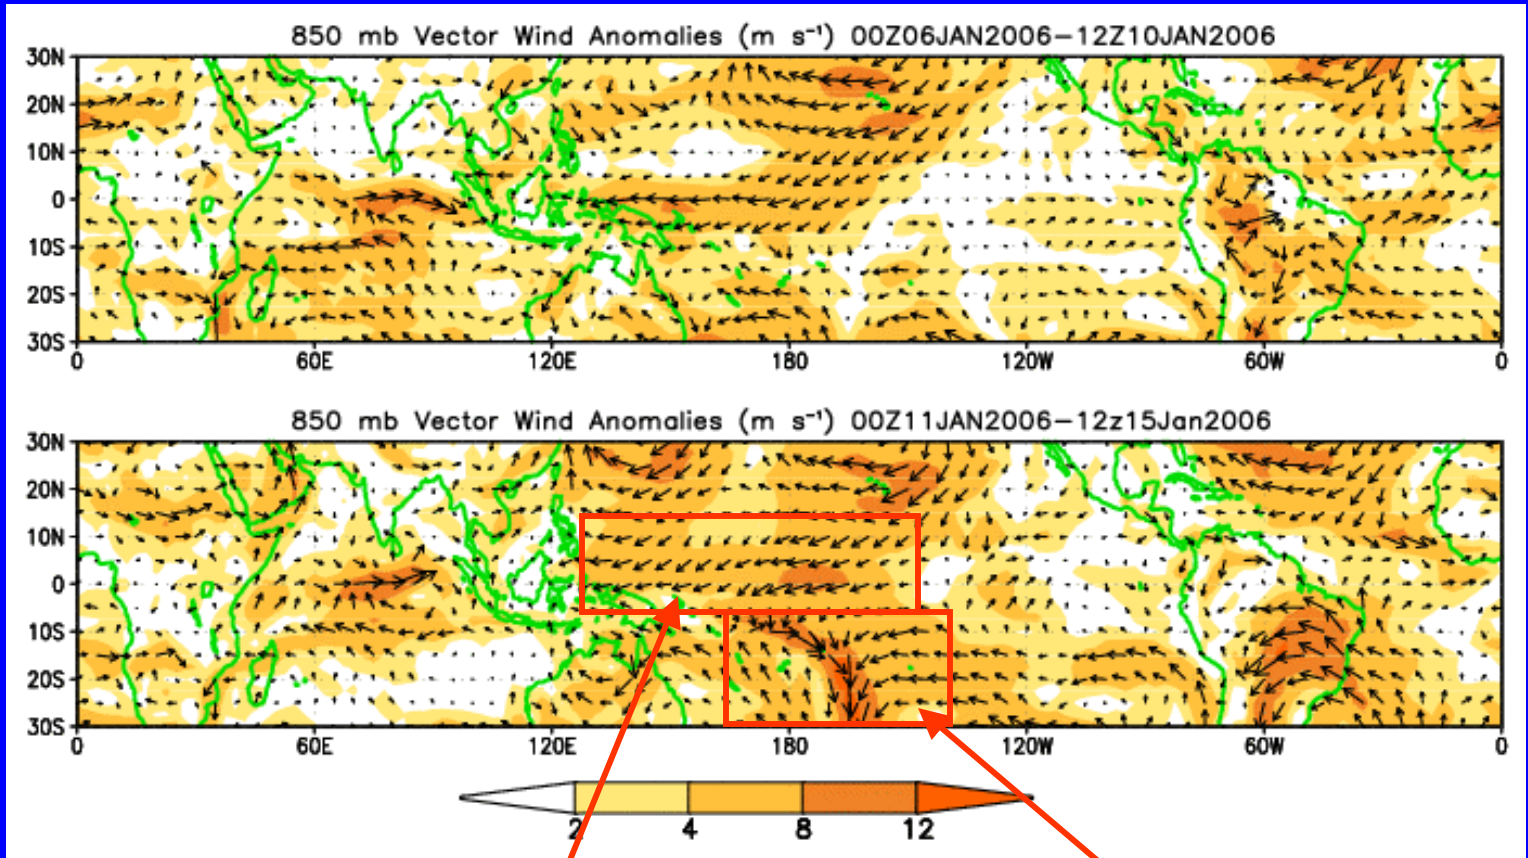 850 mb Vector Wind Anomalies (m s⁻¹) 00Z06JAN2006−12Z10JAN2006
30N
20N
10N
0
10S
20S
30S
0 60E 120E 180 120W 60W 0
850 mb Vector Wind Anomalies (m s⁻¹) 00Z11JAN2006−12z15Jan2006
30N
20N
10N
0
10S
20S
30S
0 60E 120E 180 120W 60W 0
2 4 8 12